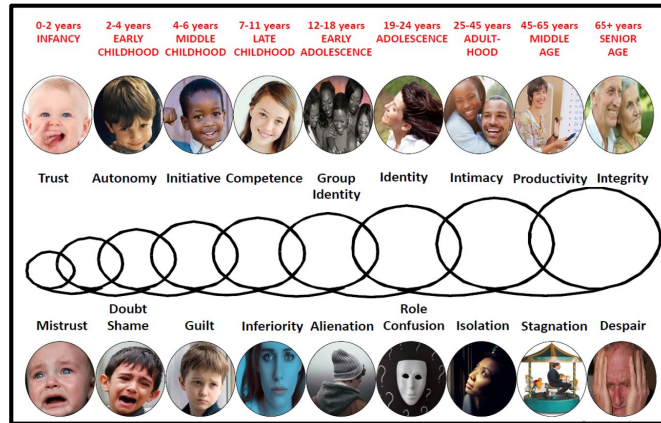 0-2 years
INFANCY
2-4 years
EARLY
CHILDHOOD
4-6 years
MIDDLE
CHILDHOOD
7-11 years
LATE
CHILDHOOD
12-18 years
EARLY
ADOLESCENCE
19-24 years
ADOLESCENCE
25-45 years
ADULT-
HOOD
45-65 years
MIDDLE
AGE
65+ years
SENIOR
AGE
Trust
Autonomy
Initiative
Competence
Group
Identity
Identity
Intimacy
Productivity
Integrity
Mistrust
Doubt
Shame
Guilt
Inferiority
Alienation
Role
Confusion
Isolation
Stagnation
Despair